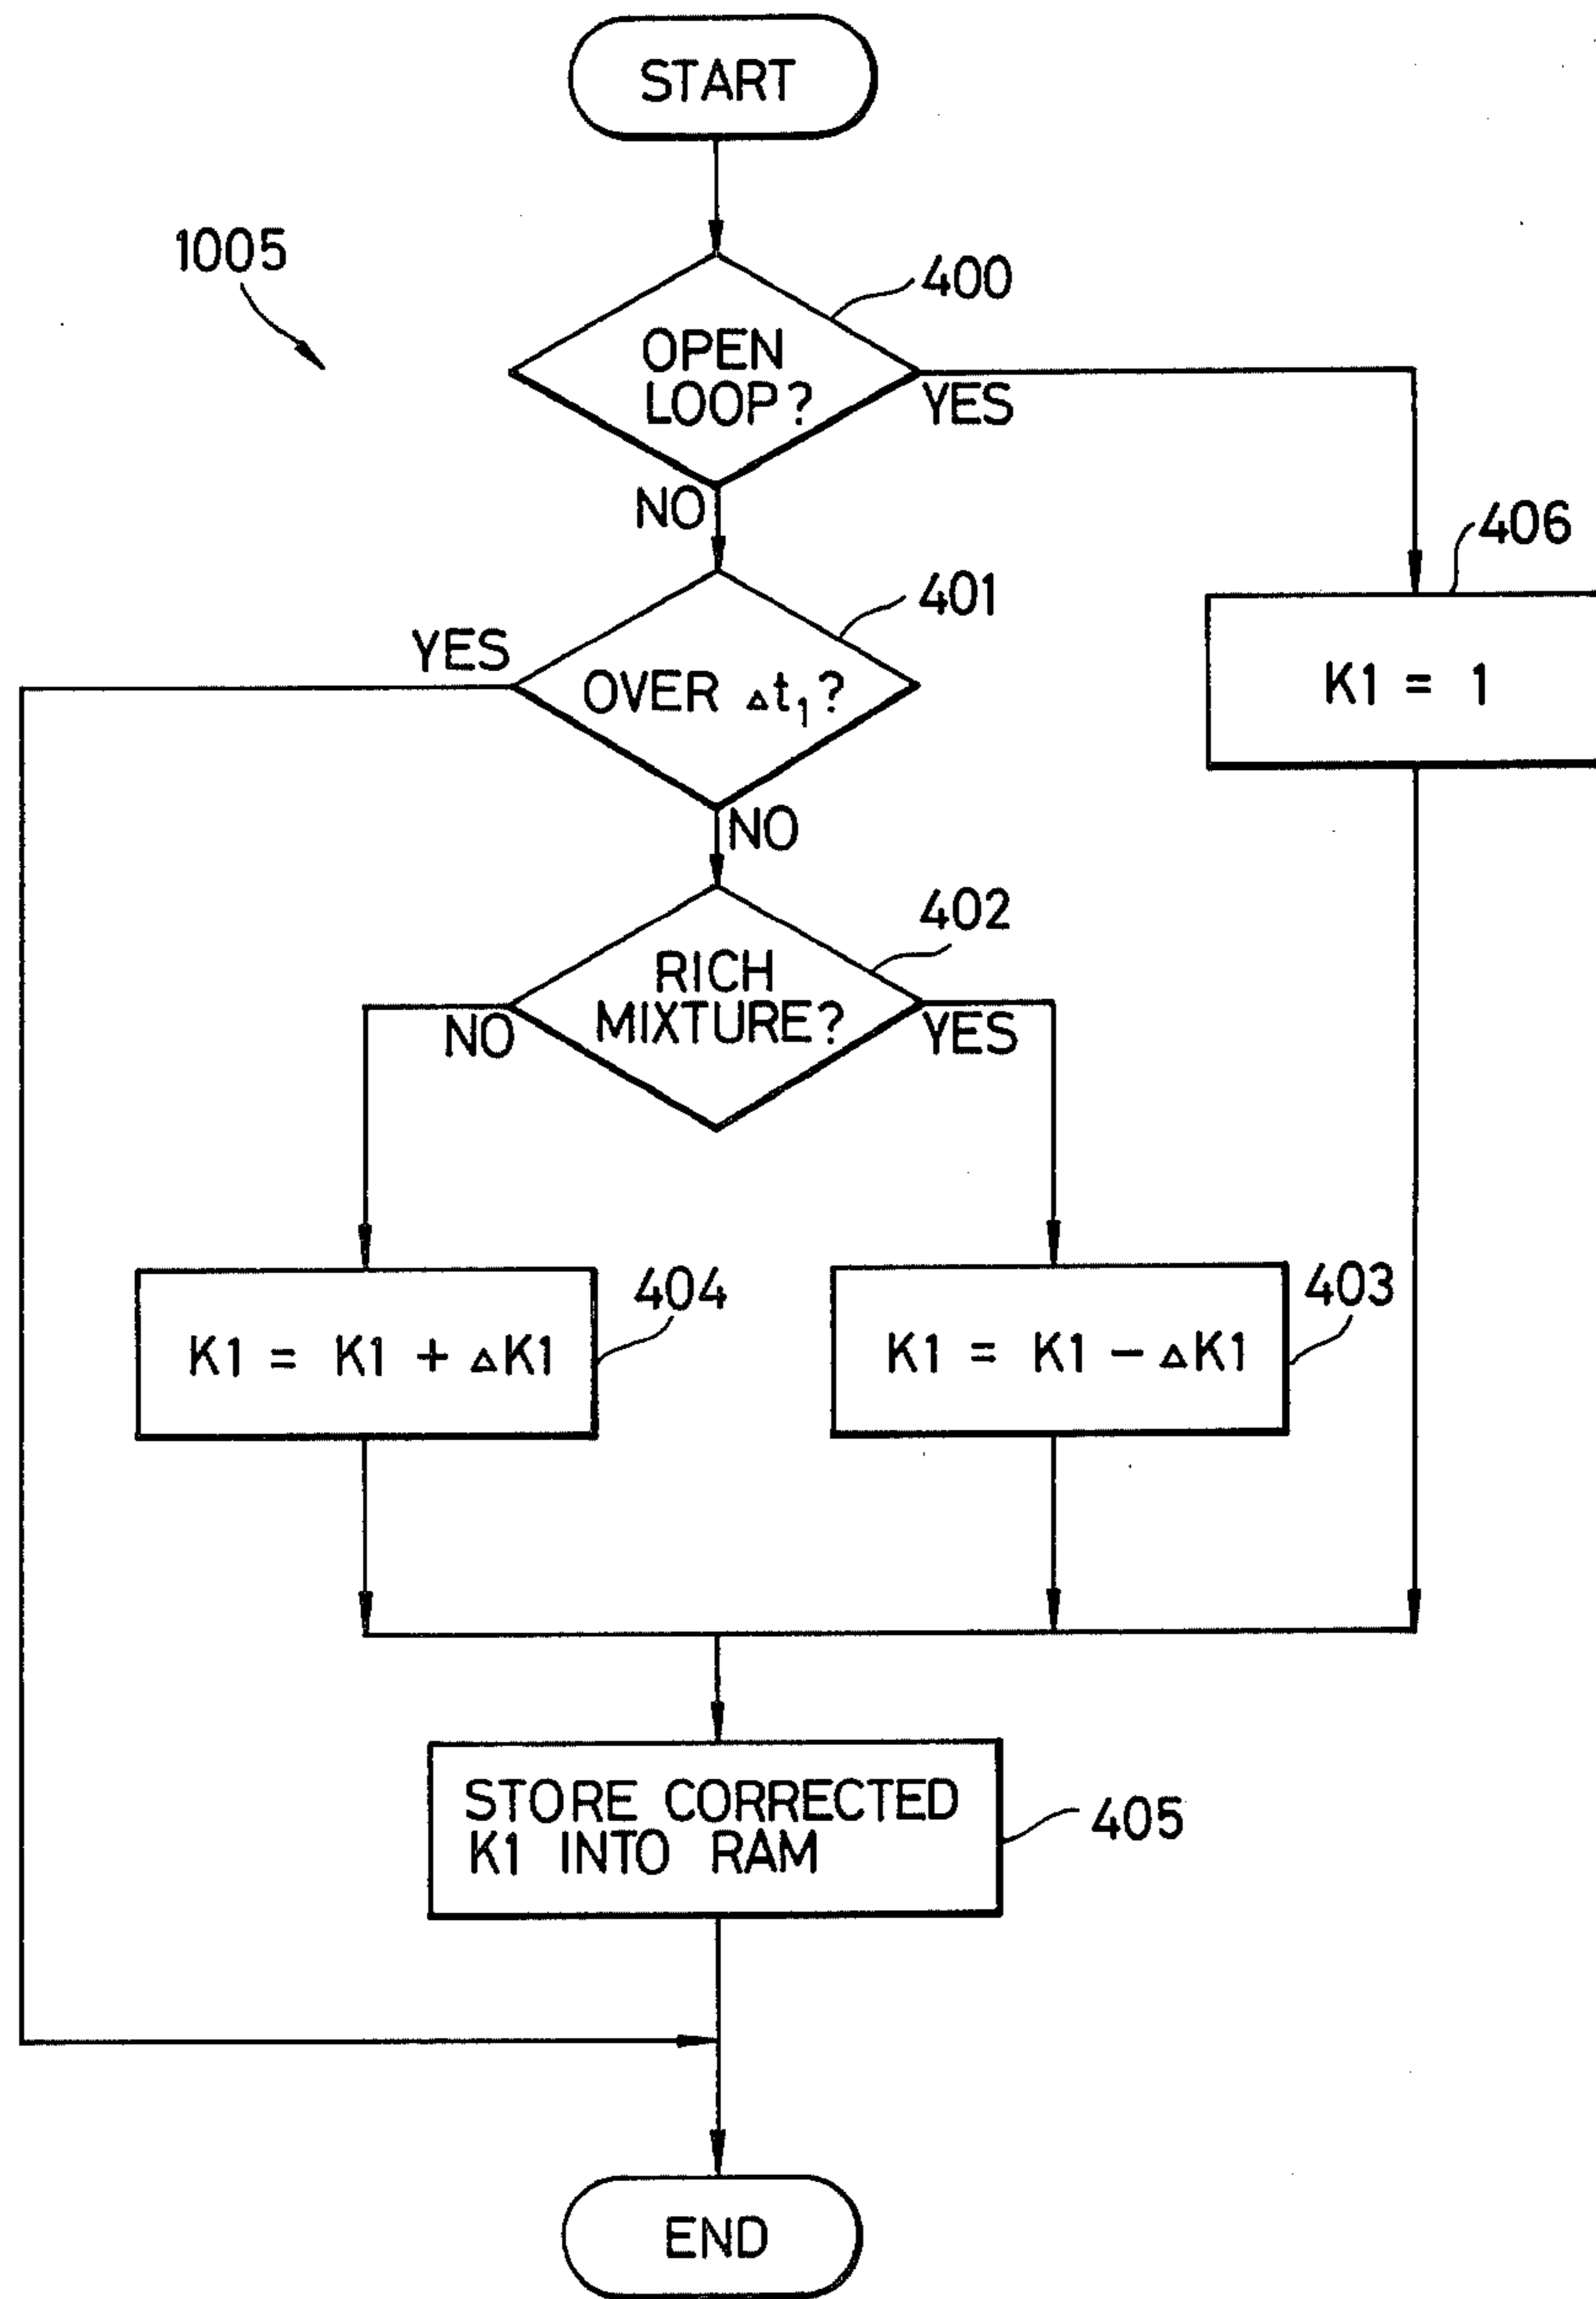 START
1005
400
OPEN
LOOP?
YES
NO
406
401
YES
OVER Δt₁?
K1 = 1
NO
402
RICH
MIXTURE?
NO
YES
404
403
K1 = K1 + ΔK1
K1 = K1 - ΔK1
STORE CORRECTED
K1 INTO RAM
405
END